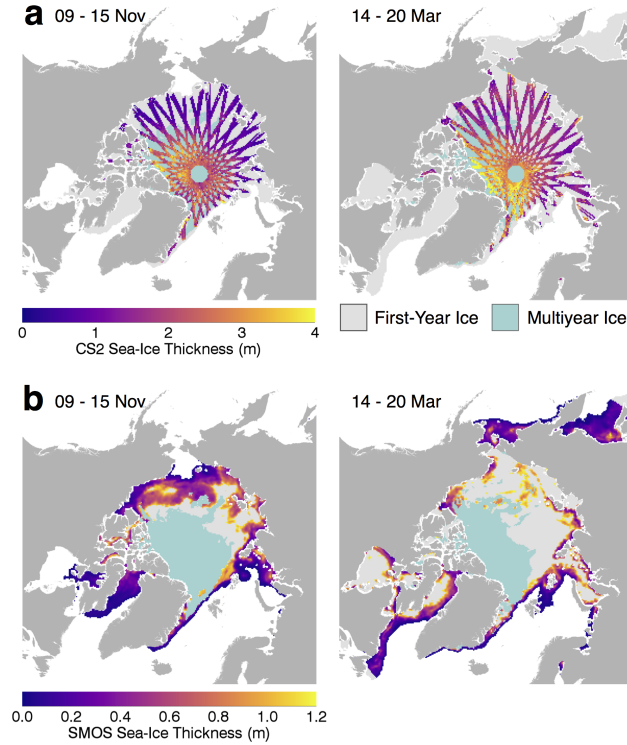 a 09 - 15 Nov 14 - 20 Mar
0 1 2 3 4
CS2 Sea-Ice Thickness (m)
First-Year Ice Multiyear Ice
b 09 - 15 Nov 14 - 20 Mar
0.0 0.2 0.4 0.6 0.8 1.0 1.2
SMOS Sea-Ice Thickness (m)